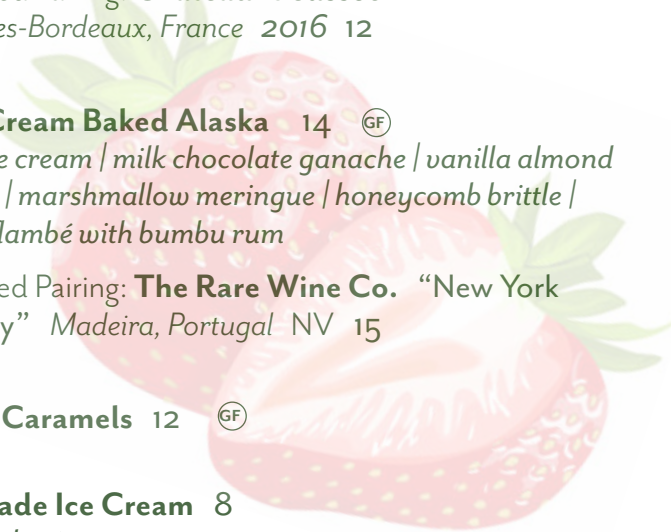 es-Bordeaux, France 2016 12
Cream Baked Alaska 14 GF
e cream | milk chocolate ganache | vanilla almond
| marshmallow meringue | honeycomb brittle |
lambé with bumbu rum
ed Pairing: The Rare Wine Co. “New York
y” Madeira, Portugal NV 15
Caramels 12 GF
ade Ice Cream 8